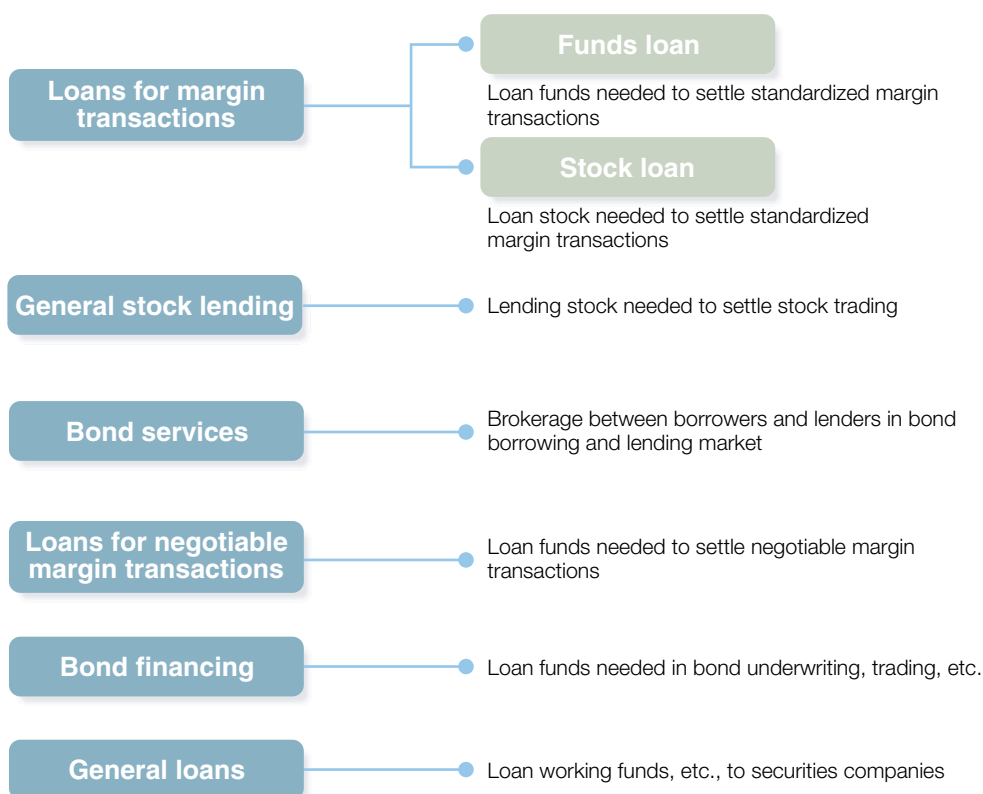 Loans for margin
transactions
Funds loan
Loan funds needed to settle standardized margin
transactions
Stock loan
Loan stock needed to settle standardized
margin transactions
General stock lending
Lending stock needed to settle stock trading
Bond services
Brokerage between borrowers and lenders in bond
borrowing and lending market
Loans for negotiable
margin transactions
Loan funds needed to settle negotiable margin
transactions
Bond financing
Loan funds needed in bond underwriting, trading, etc.
General loans
Loan working funds, etc., to securities companies